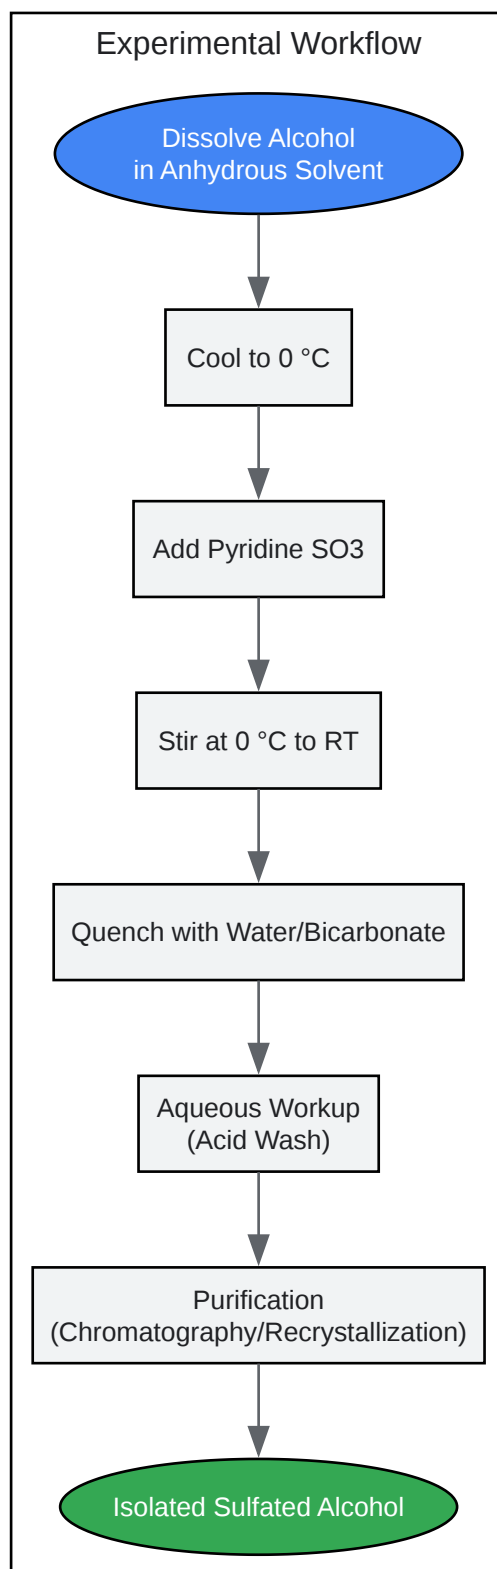 Experimental Workflow
Dissolve Alcohol
in Anhydrous Solvent
Cool to 0 °C
Add Pyridine SO3
Stir at 0 °C to RT
Quench with Water/Bicarbonate
Aqueous Workup
(Acid Wash)
Purification
(Chromatography/Recrystallization)
Isolated Sulfated Alcohol